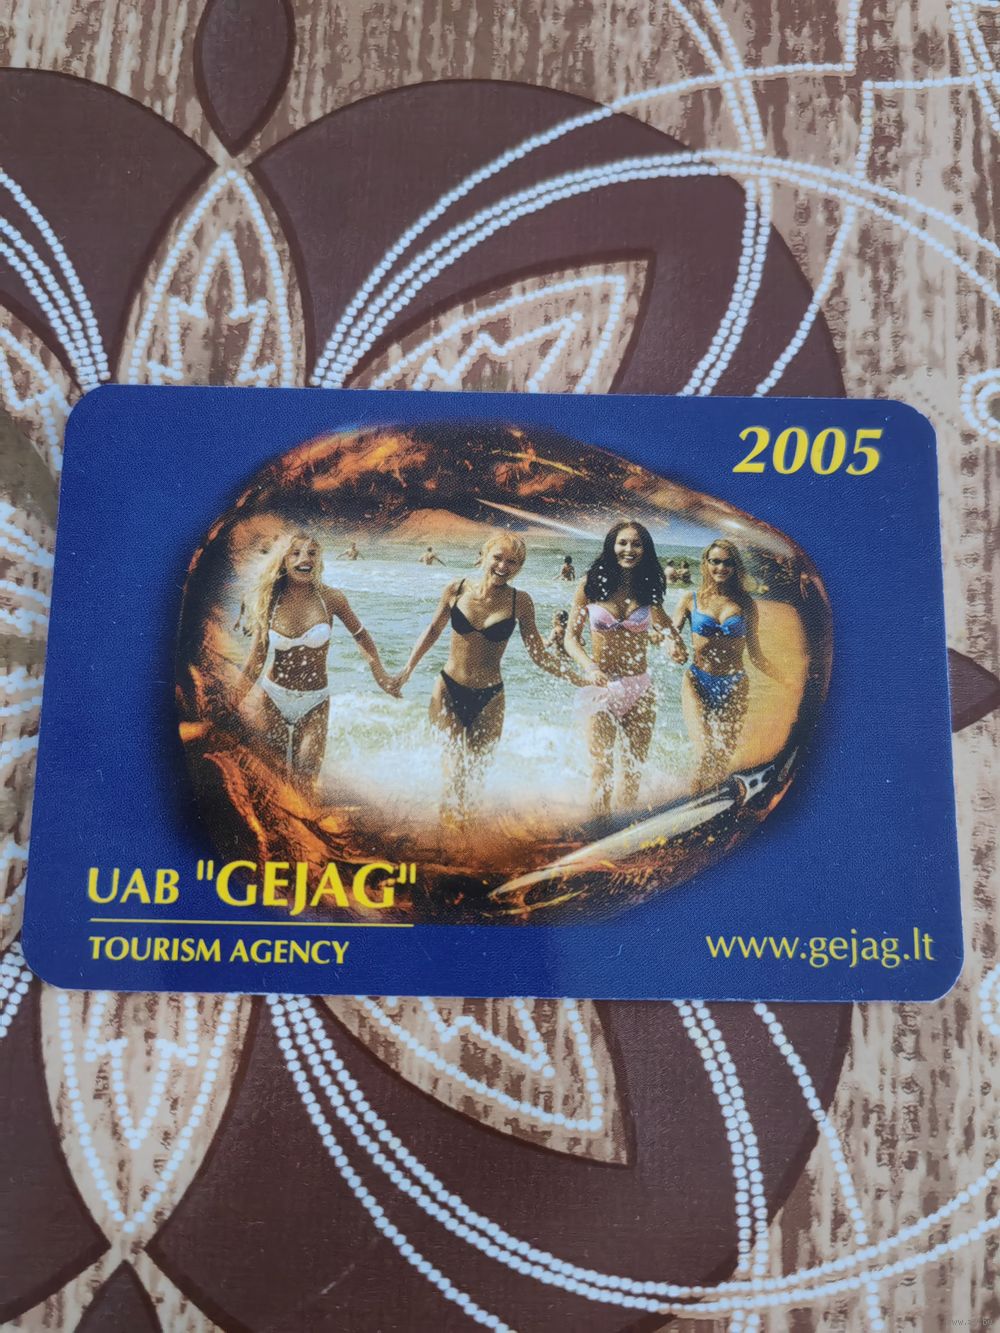 2005
UAB "GEJAG"
TOURISM AGENCY
www.gejag.lt